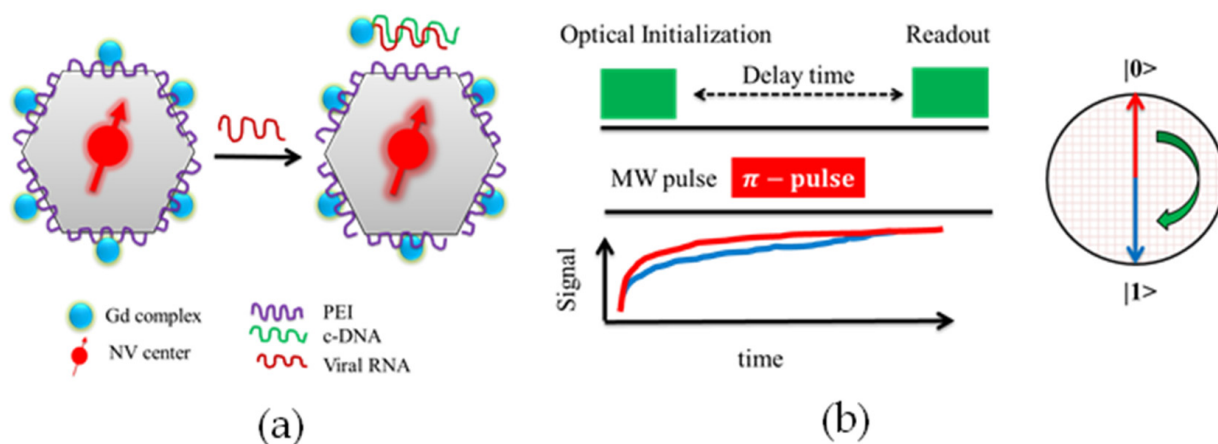 Gd complex
NV center
PEI
c-DNA
Viral RNA
(a)
Optical Initialization
Readout
Delay time
MW pulse
π − pulse
Signal
time
(b)
|0>
|1>